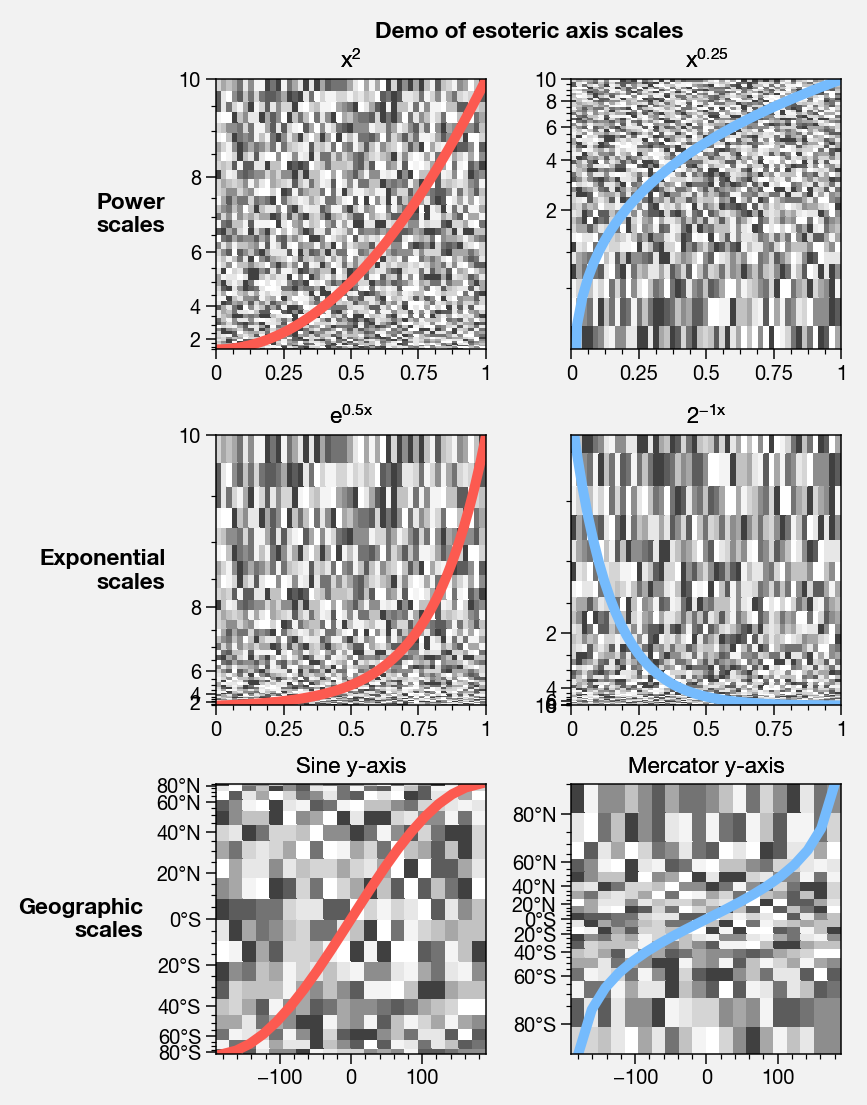 Demo of esoteric axis scales
x²
x⁰·²⁵
Power
scales
10
8
6
4
2
0 0.25 0.5 0.75 1
10
8
6
4
2
0 0.25 0.5 0.75 1
e⁰·⁵ˣ
2⁻¹ˣ
Exponential
scales
10
8
6
4
2
0 0.25 0.5 0.75 1
2
4
0 0.25 0.5 0.75 1
Sine y-axis
Mercator y-axis
Geographic
scales
80°N
60°N
40°N
20°N
0°S
20°S
40°S
60°S
80°S
−100 0 100
80°N
60°N
40°N
20°N
0°S
20°S
40°S
60°S
80°S
−100 0 100